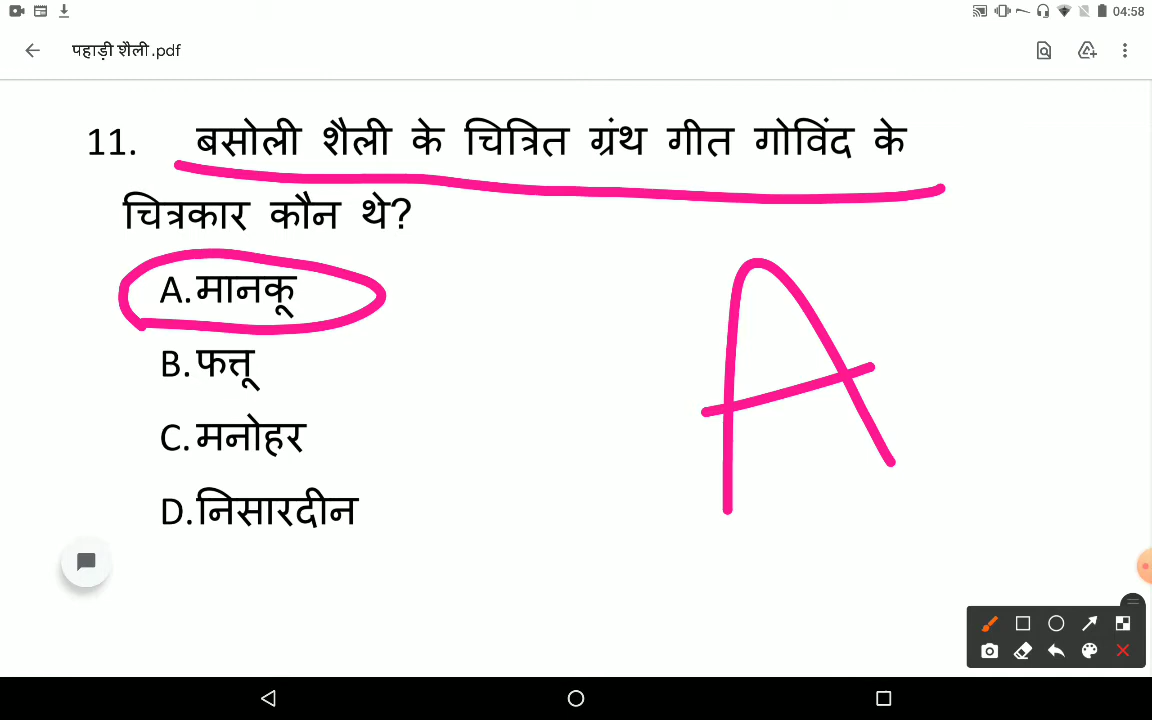 04:58
पहाड़ी शैली.pdf
11. बसोली शैली के चित्रित ग्रंथ गीत गोविंद के
चित्रकार कौन थे?
A.मानकू
B.फत्तू
C.मनोहर
D.निसारदीन
A